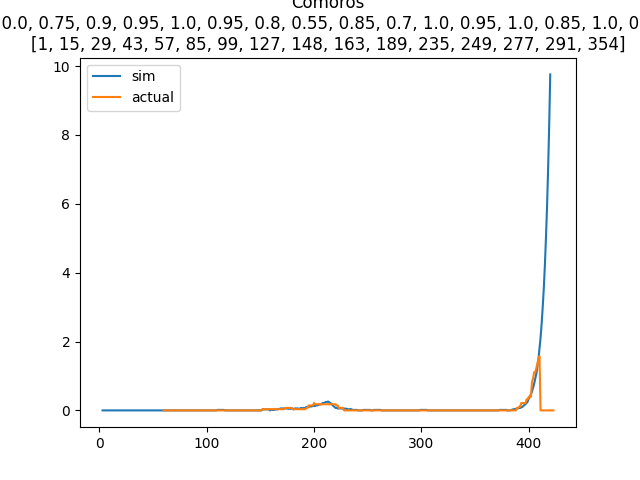 Comoros
0.0, 0.75, 0.9, 0.95, 1.0, 0.95, 0.8, 0.55, 0.85, 0.7, 1.0, 0.95, 1.0, 0.85, 1.0, 0
[1, 15, 29, 43, 57, 85, 99, 127, 148, 163, 189, 235, 249, 277, 291, 354]
10
sim
actual
8
6
4
2
0
0 100 200 300 400